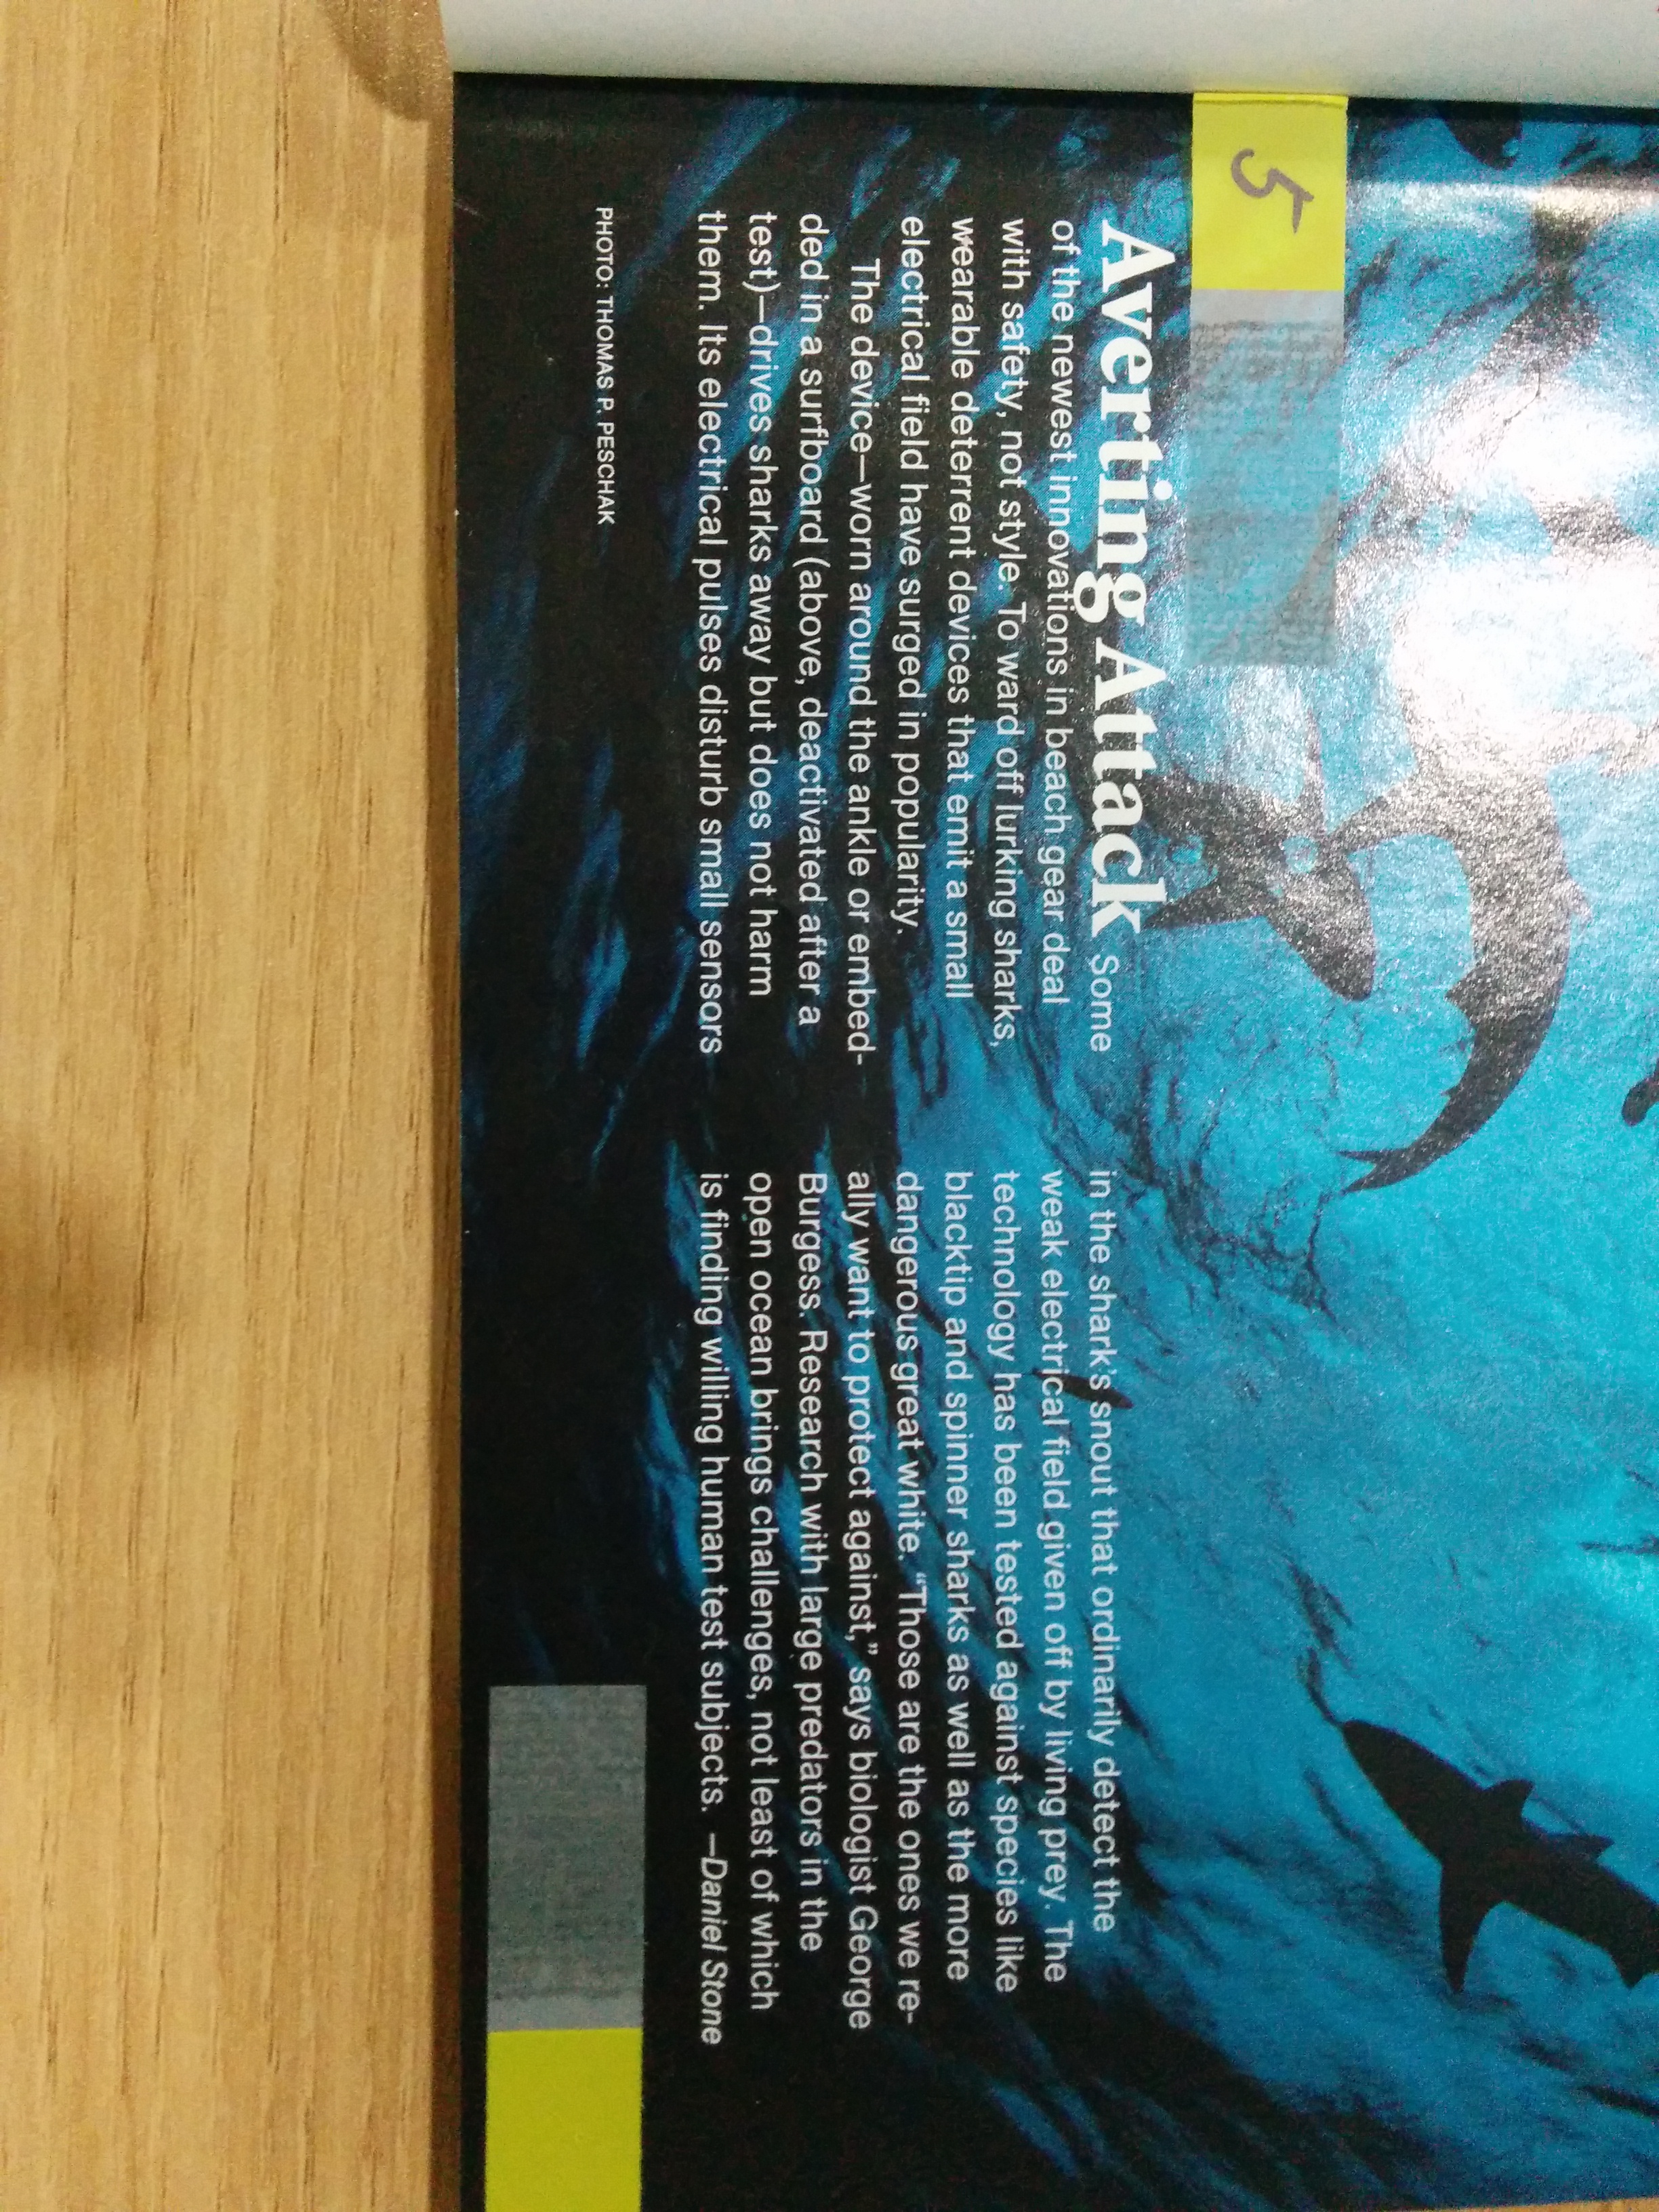 5
Averting Attack Some
of the newest innovations in beach gear deal
with safety, not style. To ward off lurking sharks,
wearable deterrent devices that emit a small
electrical field have surged in popularity.
The device—worn around the ankle or embed-
ded in a surfboard (above, deactivated after a
test)—drives sharks away but does not harm
them. Its electrical pulses disturb small sensors
in the shark's snout that ordinarily detect the
weak electrical field given off by living prey. The
technology has been tested against species like
blacktip and spinner sharks as well as the more
dangerous great white. “Those are the ones we re-
ally want to protect against,” says biologist George
Burgess. Research with large predators in the
open ocean brings challenges, not least of which
is finding willing human test subjects. —Daniel Stone
PHOTO: THOMAS P. PESCHAK